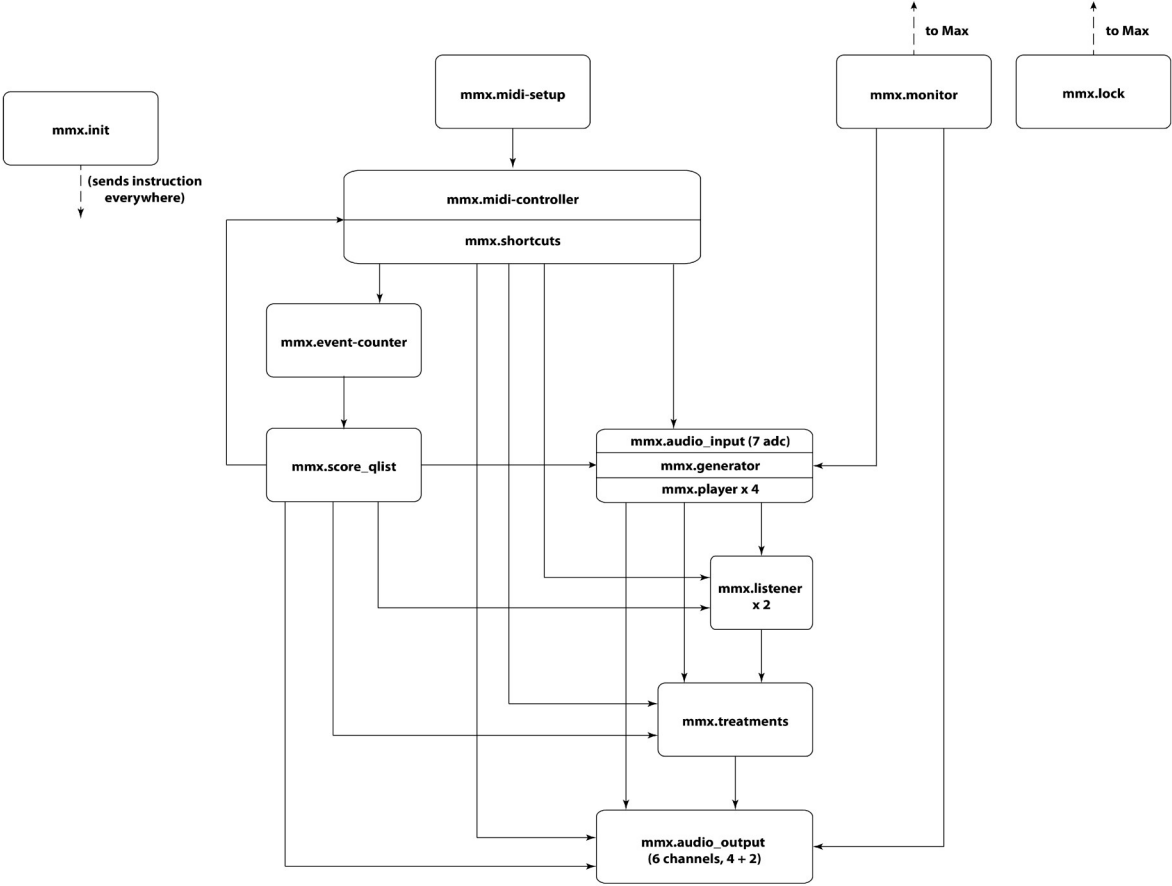 to Max
to Max
mmx.midi-setup
mmx.monitor
mmx.lock
mmx.init
(sends instruction
everywhere)
mmx.midi-controller
mmx.shortcuts
mmx.event-counter
mmx.score_qlist
mmx.audio_input (7 adc)
mmx.generator
mmx.player x 4
mmx.listener
x 2
mmx.treatments
mmx.audio_output
(6 channels, 4 + 2)